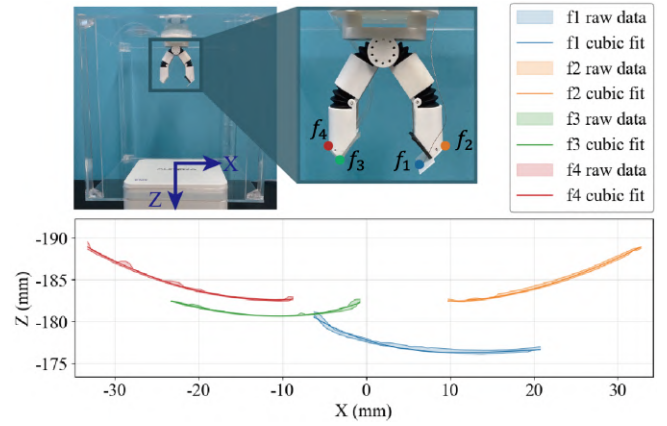 f1 raw data
f1 cubic fit
f2 raw data
f2 cubic fit
f3 raw data
f3 cubic fit
f4 raw data
f4 cubic fit
f4
f3
f1
f2
X
Z
Z (mm)
-190
-185
-180
-175
-30
-20
-10
0
10
20
30
X (mm)